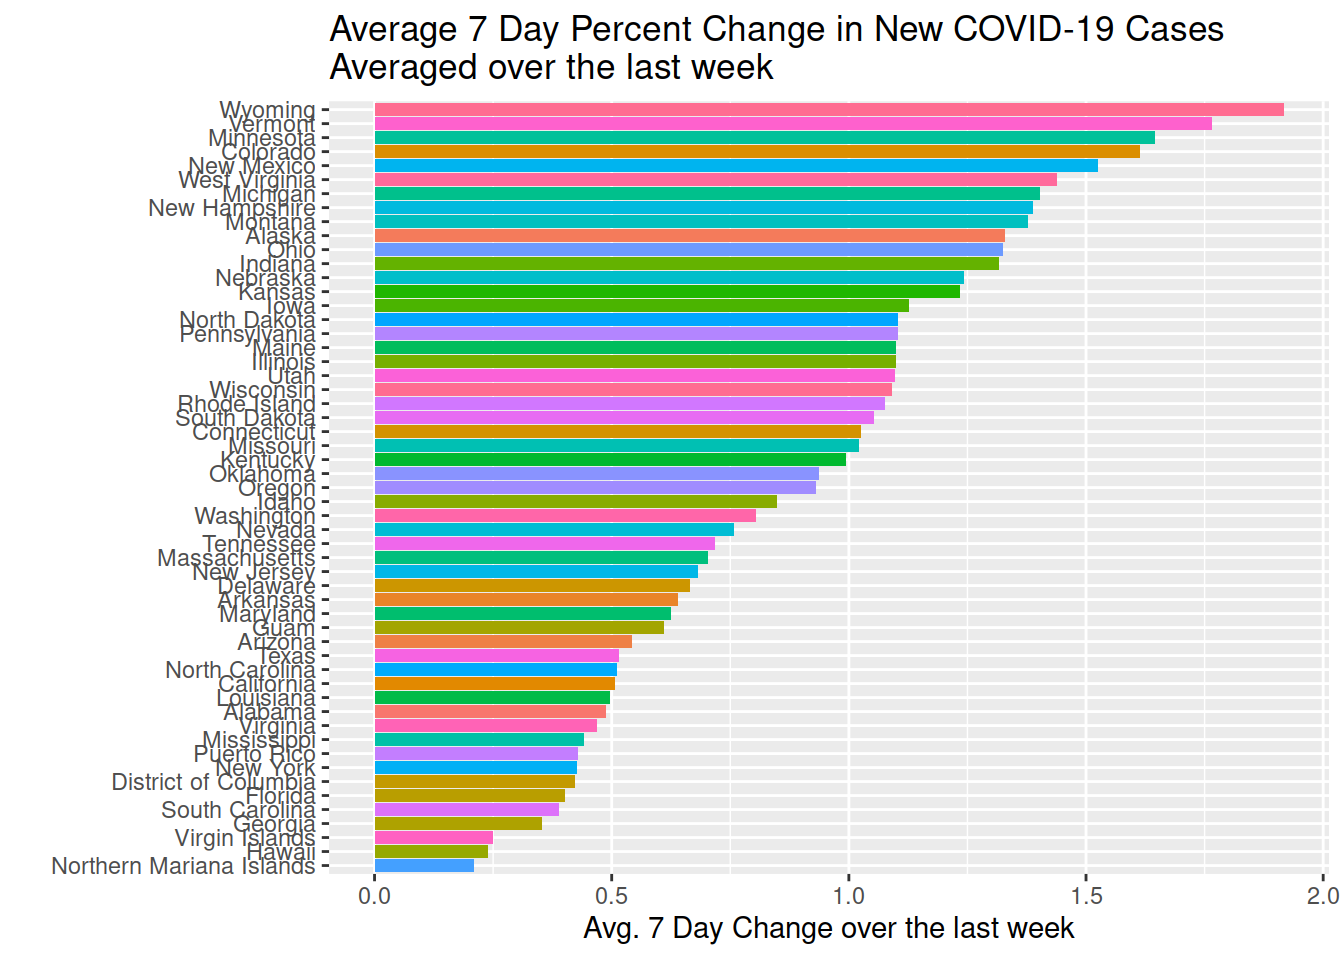 Average 7 Day Percent Change in New COVID-19 Cases
Averaged over the last week
Wyoming
Vermont
Minnesota
Colorado
New Mexico
West Virginia
Michigan
New Hampshire
Montana
Alaska
Ohio
Indiana
Nebraska
Kansas
Iowa
North Dakota
Pennsylvania
Maine
Illinois
Utah
Wisconsin
Rhode Island
South Dakota
Connecticut
Missouri
Kentucky
Oklahoma
Oregon
Idaho
Washington
Nevada
Tennessee
Massachusetts
New Jersey
Delaware
Arkansas
Maryland
Guam
Arizona
Texas
North Carolina
California
Louisiana
Alabama
Virginia
Mississippi
Puerto Rico
New York
District of Columbia
Florida
South Carolina
Georgia
Virgin Islands
Hawaii
Northern Mariana Islands
0.0 0.5 1.0 1.5 2.0
Avg. 7 Day Change over the last week